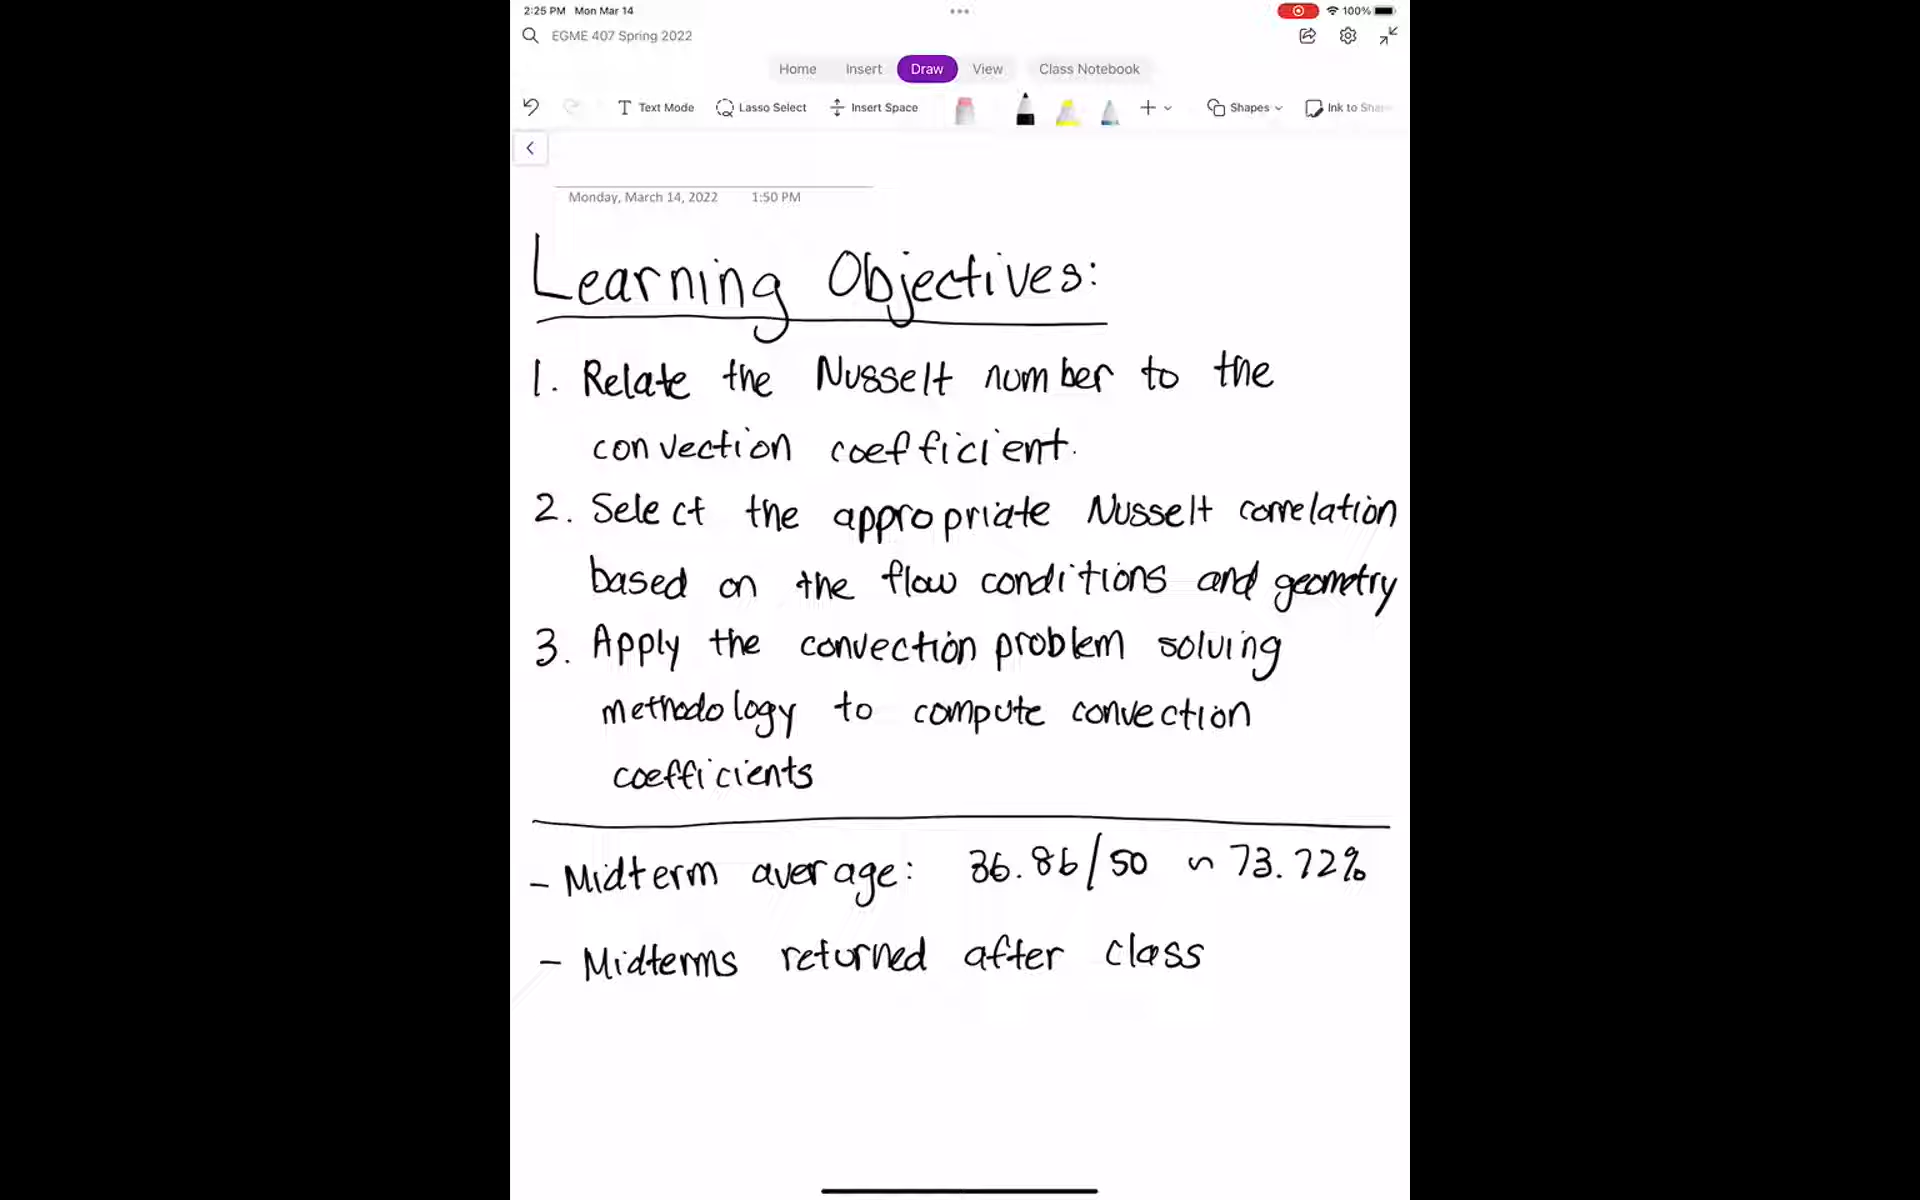 2:25 PM Mon Mar 14 100%
EGME 407 Spring 2022
Home Insert Draw View Class Notebook
Text Mode Lasso Select Insert Space Shapes Ink to Shape
Monday, March 14, 2022 1:50 PM
Learning Objectives:
1. Relate the Nusselt number to the
convection coefficient.
2. Select the appropriate Nusselt correlation
based on the flow conditions and geometry
3. Apply the convection problem solving
methodology to compute convection
coefficients
- Midterm average: 36.86/50 ~ 73.72%
- Midterms returned after class